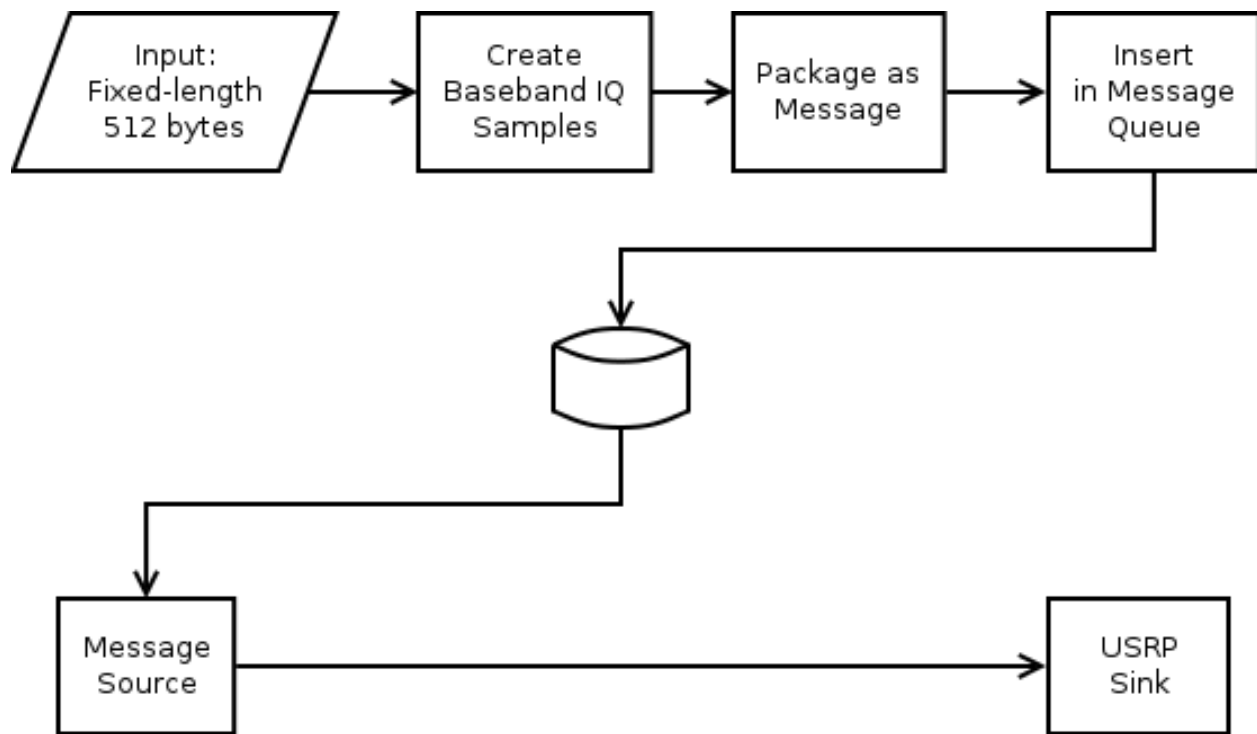 Input:
Fixed-length
512 bytes
Create
Baseband IQ
Samples
Package as
Message
Insert
in Message
Queue
Message
Source
USRP
Sink